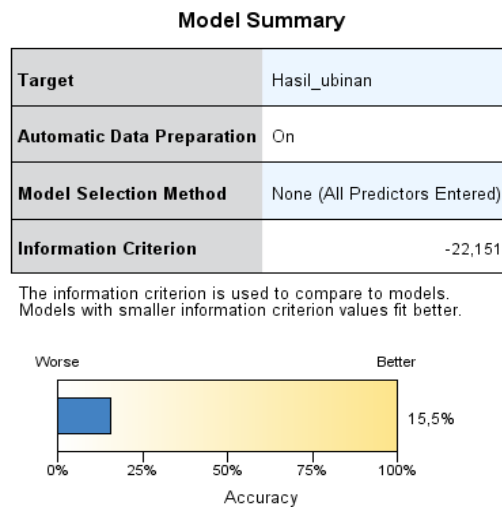 Model Summary
Target Hasil_ubinan
Automatic Data Preparation On
Model Selection Method None (All Predictors Entered)
Information Criterion -22,151
The information criterion is used to compare to models.
Models with smaller information criterion values fit better.
Worse Better
15,5%
0% 25% 50% 75% 100%
Accuracy